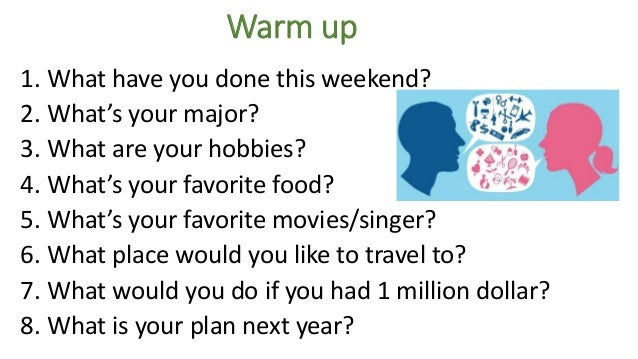 Warm up
1. What have you done this weekend?
2. What’s your major?
3. What are your hobbies?
4. What’s your favorite food?
5. What’s your favorite movies/singer?
6. What place would you like to travel to?
7. What would you do if you had 1 million dollar?
8. What is your plan next year?